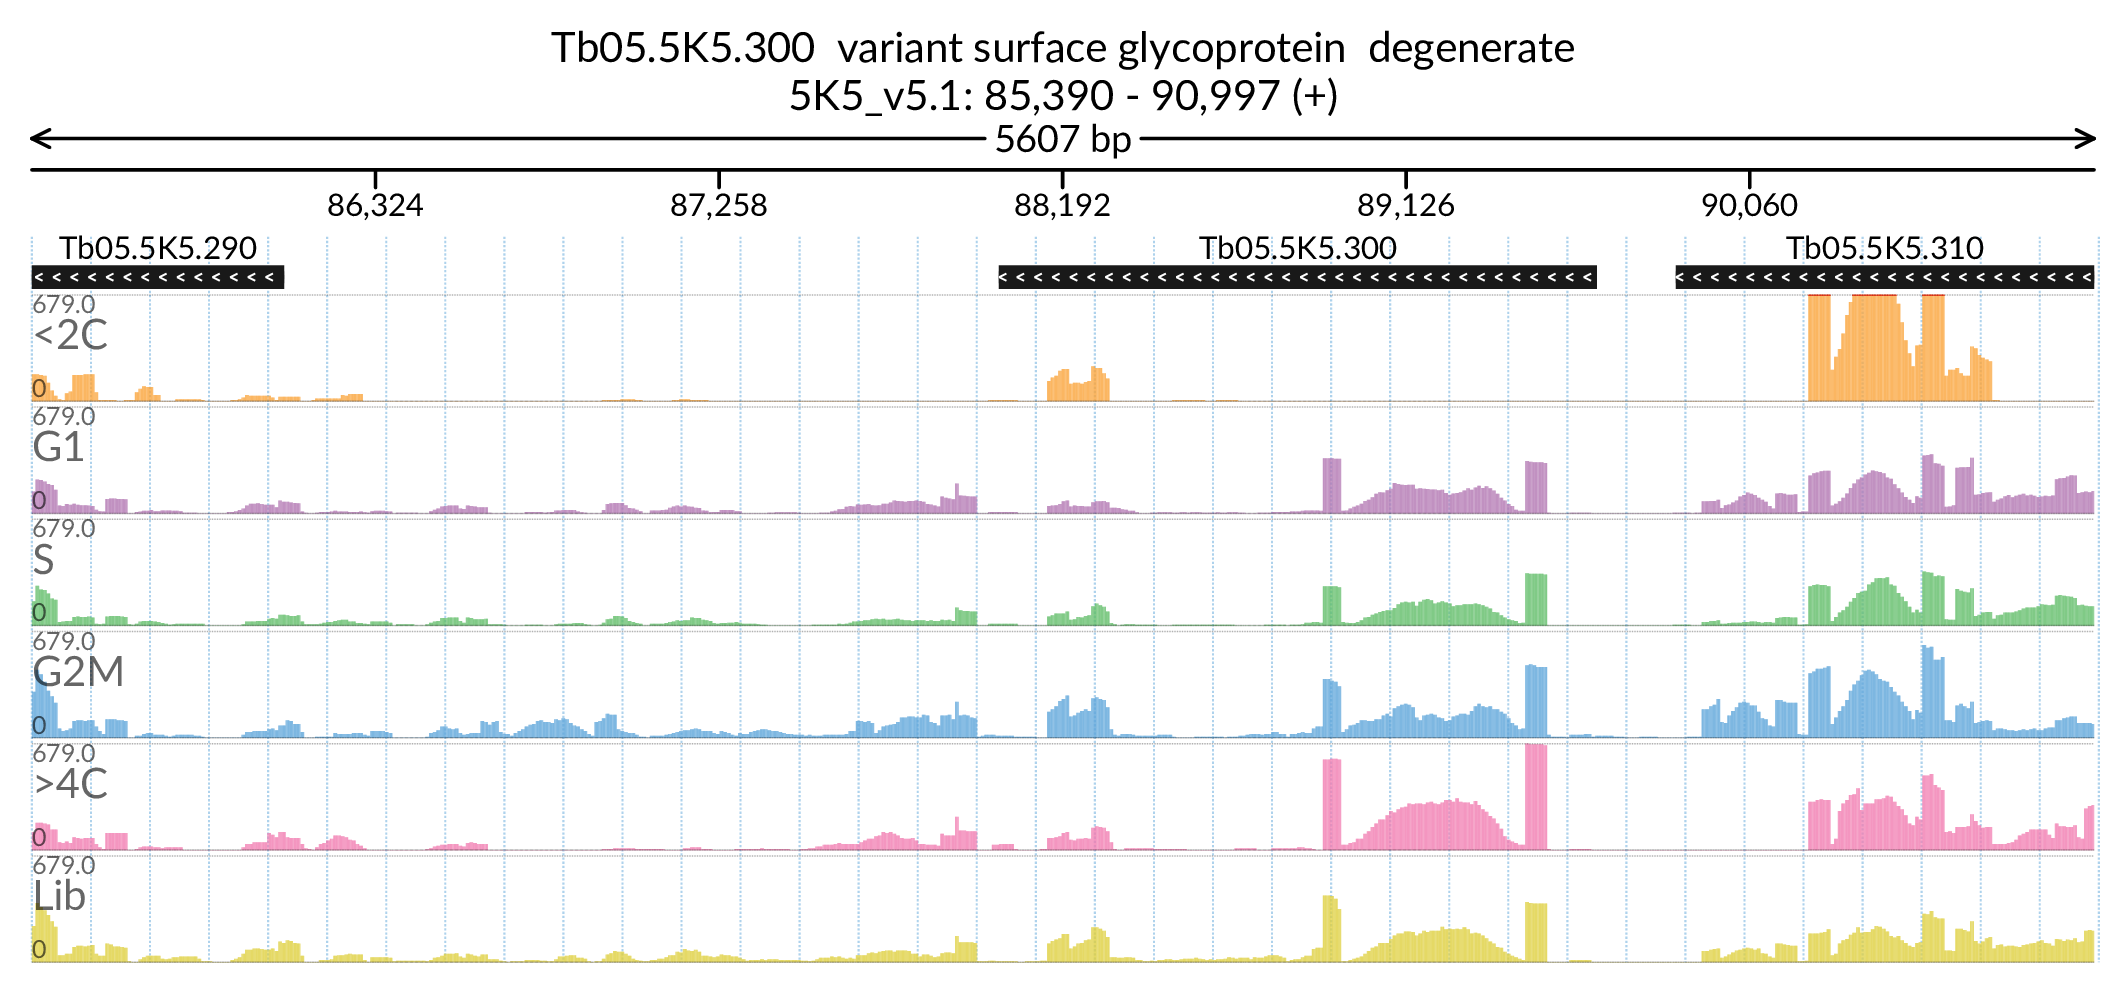 Tb05.5K5.300  variant surface glycoprotein  degenerate
5K5_v5.1: 85,390 - 90,997 (+)
5607 bp
86,324 87,258 88,192 89,126 90,060
Tb05.5K5.290 Tb05.5K5.300 Tb05.5K5.310
679.0
<2C
0
679.0
G1
0
679.0
S
0
679.0
G2M
0
679.0
>4C
0
679.0
Lib
0